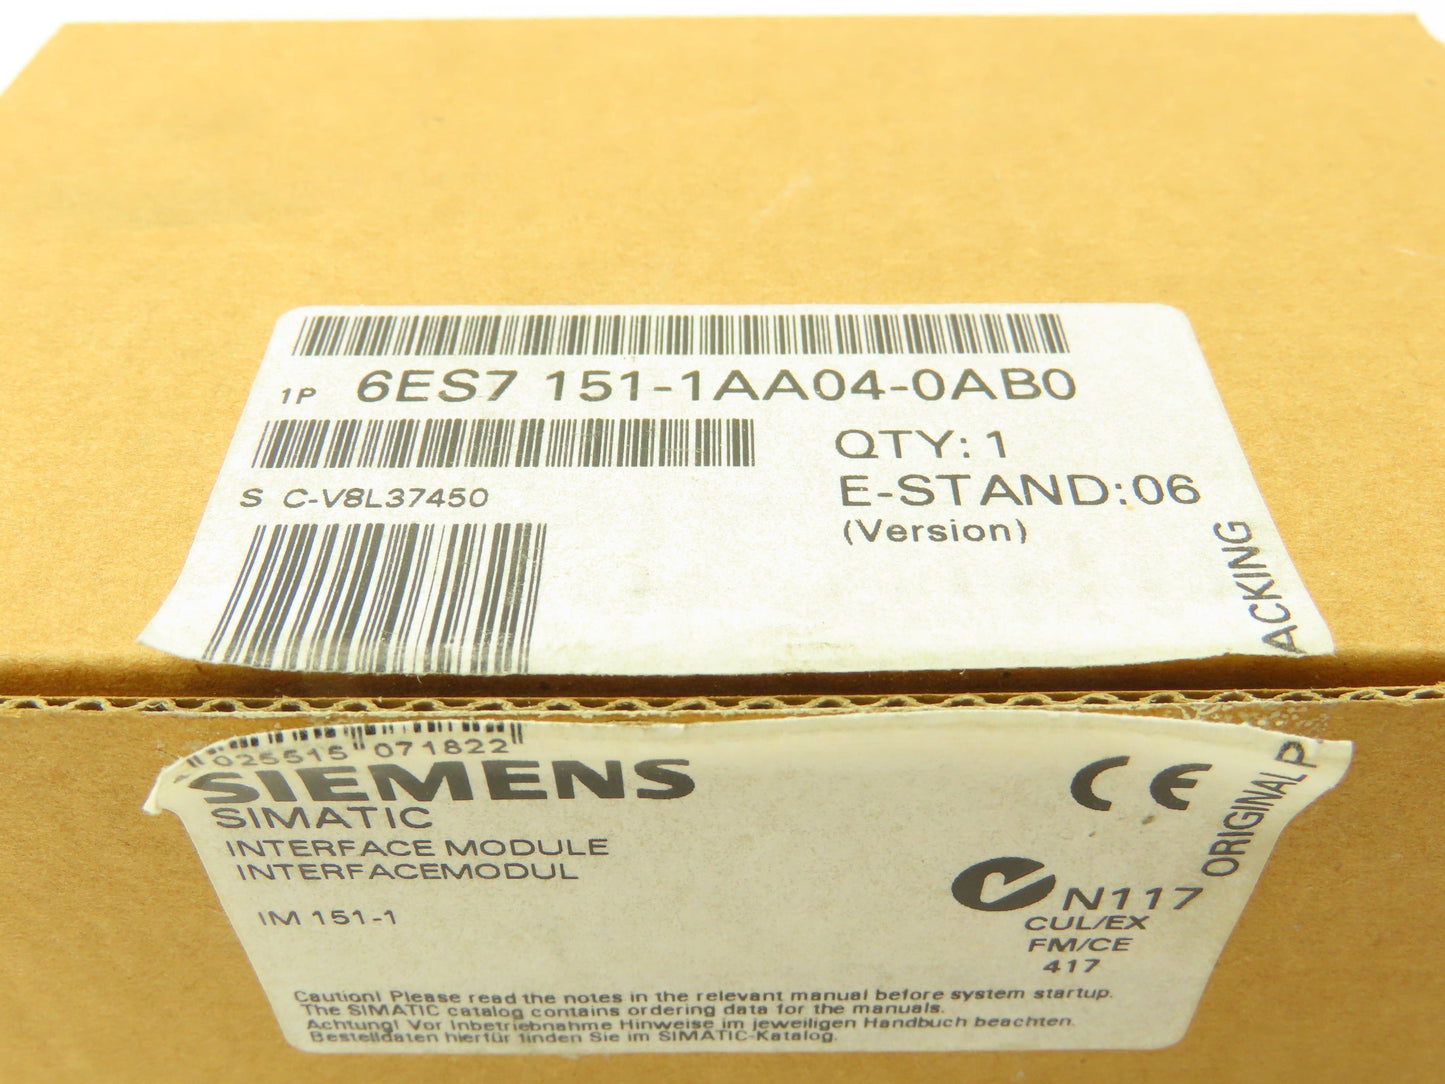 1P 6ES7 151-1AA04-0AB0
QTY: 1
S C-V8L37450
E-STAND:06
(Version)
ORIGINAL PACKING
025515 071822
SIEMENS
SIMATIC
INTERFACE MODULE
INTERFACEMODUL
IM 151-1
CE
N117
CUL/EX
FM/CE
417
Caution! Please read the notes in the relevant manual before system startup.
The SIMATIC catalog contains ordering data for the manuals.
Achtung! Vor Inbetriebnahme Hinweise im jeweiligen Handbuch beachten.
Bestelldaten hierfür finden Sie im SIMATIC-Katalog.